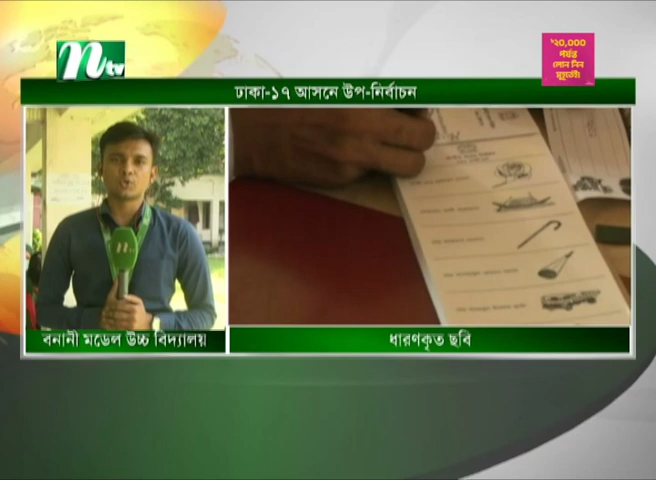 ntv
৳২০,০০০
পর্যন্ত
লোন নিন
মুহূর্তেই!
ঢাকা-১৭ আসনে উপ-নির্বাচন
বনানী মডেল উচ্চ বিদ্যালয়
ধারণকৃত ছবি